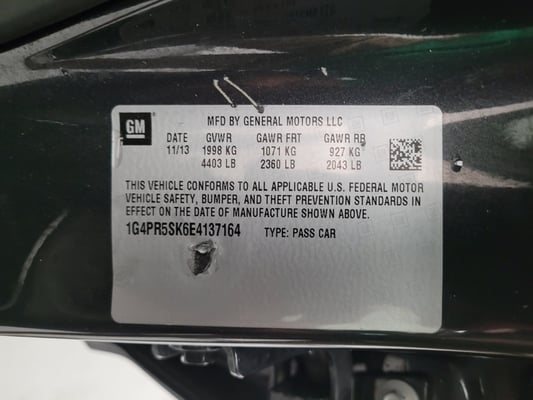 GM
MFD BY GENERAL MOTORS LLC
DATE GVWR GAWR FRT GAWR RR
11/13 1998 KG 1071 KG 927 KG
4403 LB 2360 LB 2043 LB
THIS VEHICLE CONFORMS TO ALL APPLICABLE U.S. FEDERAL MOTOR
VEHICLE SAFETY, BUMPER, AND THEFT PREVENTION STANDARDS IN
EFFECT ON THE DATE OF MANUFACTURE SHOWN ABOVE.
1G4PR5SK6E4137164 TYPE: PASS CAR